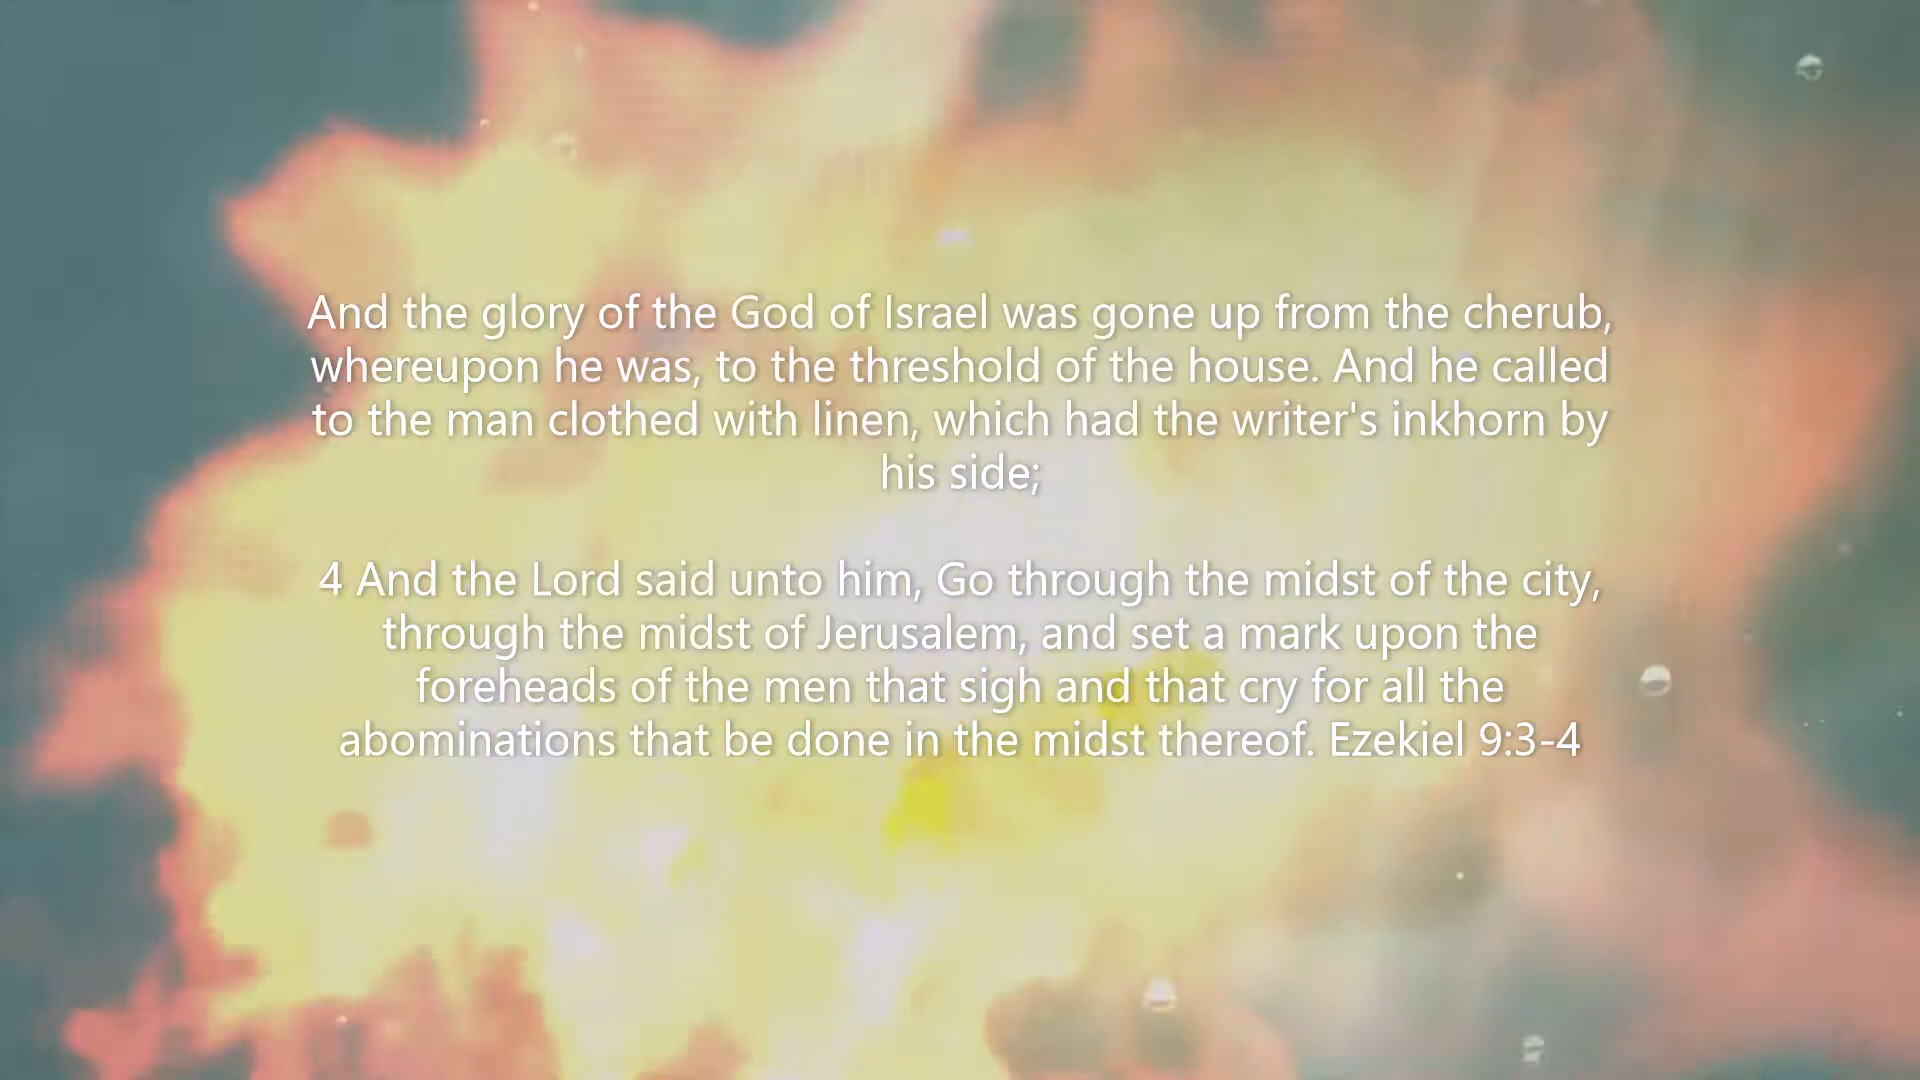 And the glory of the God of Israel was gone up from the cherub,
whereupon he was, to the threshold of the house. And he called
to the man clothed with linen, which had the writer's inkhorn by
his side;
4 And the Lord said unto him, Go through the midst of the city,
through the midst of Jerusalem, and set a mark upon the
foreheads of the men that sigh and that cry for all the
abominations that be done in the midst thereof. Ezekiel 9:3-4